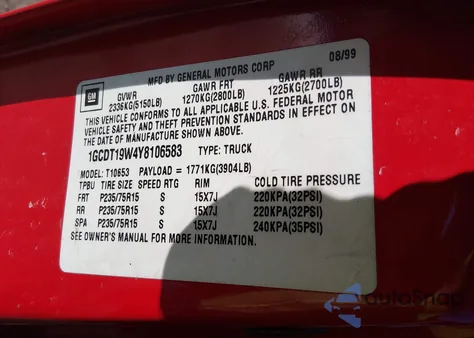 MFD BY GENERAL MOTORS CORP 08/99
GM
GVWR GAWR FRT GAWR RR
2336KG(5150LB) 1270KG(2800LB) 1225KG(2700LB)
THIS VEHICLE CONFORMS TO ALL APPLICABLE U.S. FEDERAL MOTOR
VEHICLE SAFETY AND THEFT PREVENTION STANDARDS IN EFFECT ON
THE DATE OF MANUFACTURE SHOWN ABOVE.
1GCDT19W4Y8106583 TYPE: TRUCK
MODEL: T10653 PAYLOAD = 1771KG(3904LB)
TPBU TIRE SIZE SPEED RTG RIM COLD TIRE PRESSURE
FRT P235/75R15 S 15X7J 220KPA(32PSI)
RR P235/75R15 S 15X7J 220KPA(32PSI)
SPA P235/75R15 S 15X7J 240KPA(35PSI)
SEE OWNER'S MANUAL FOR MORE INFORMATION.
AutoSnap